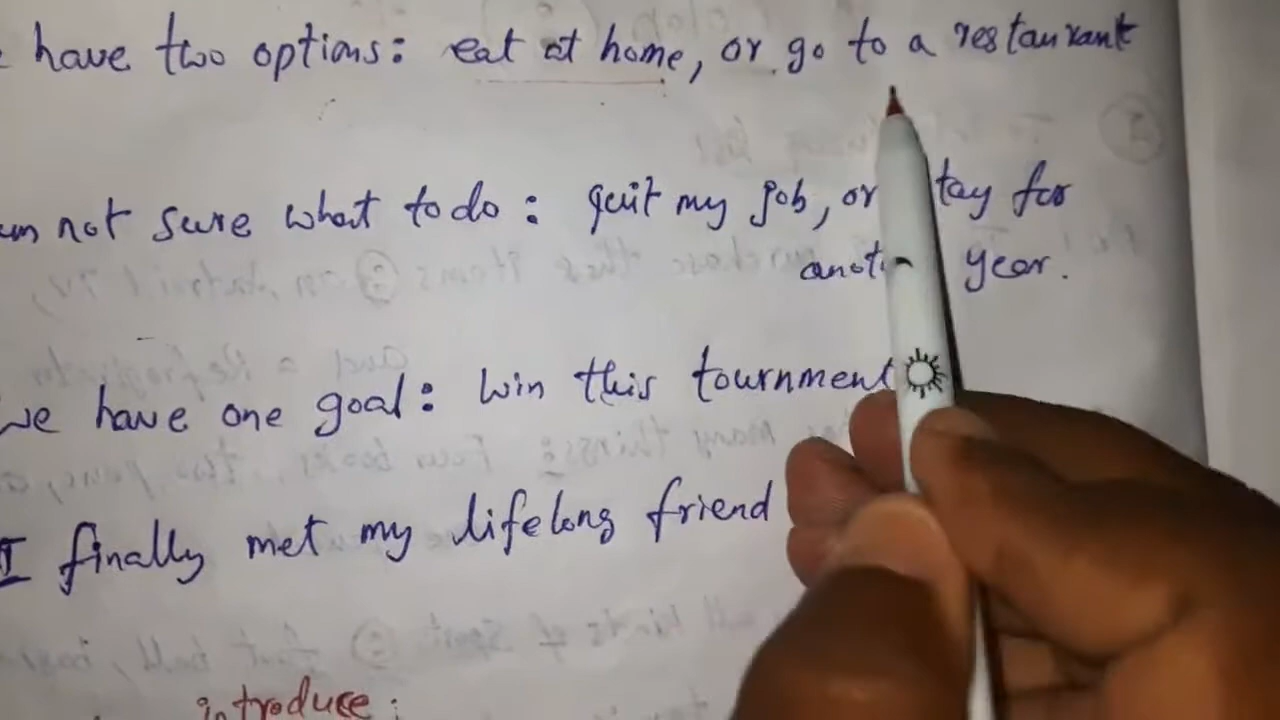 have two options: eat at home, or go to a restaurant
not sure what to do : quit my job, or
for
year.
we have one goal: win this tournment
I finally met my lifelong friend
introduce :